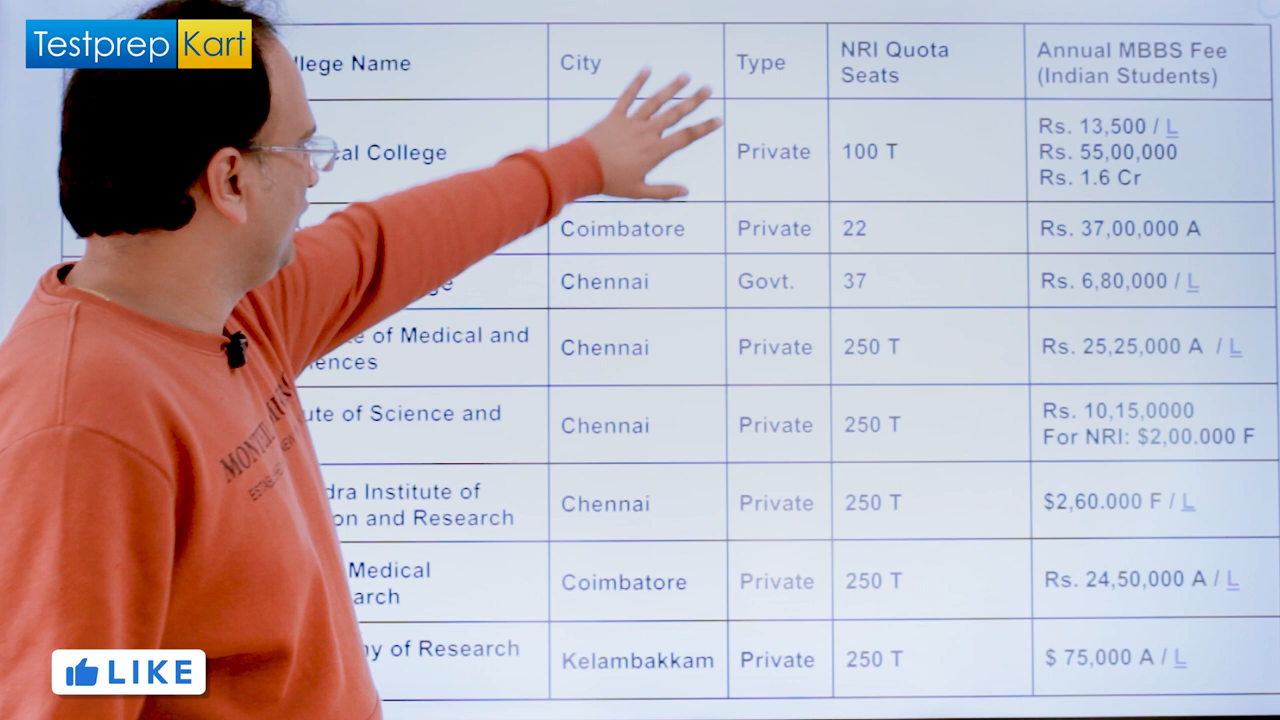 Testprep Kart
llege Name City Type NRI Quota Seats Annual MBBS Fee (Indian Students)
cal College Private 100 T Rs. 13,500 / L
Rs. 55,00,000
Rs. 1.6 Cr
Coimbatore Private 22 Rs. 37,00,000 A
ge Chennai Govt. 37 Rs. 6,80,000 / L
te of Medical and
iences Chennai Private 250 T Rs. 25,25,000 A / L
ute of Science and Chennai Private 250 T Rs. 10,15,0000
For NRI: $2,00.000 F
dra Institute of
on and Research Chennai Private 250 T $2,60.000 F / L
Medical
arch Coimbatore Private 250 T Rs. 24,50,000 A / L
ny of Research Kelambakkam Private 250 T $ 75,000 A / L
LIKE